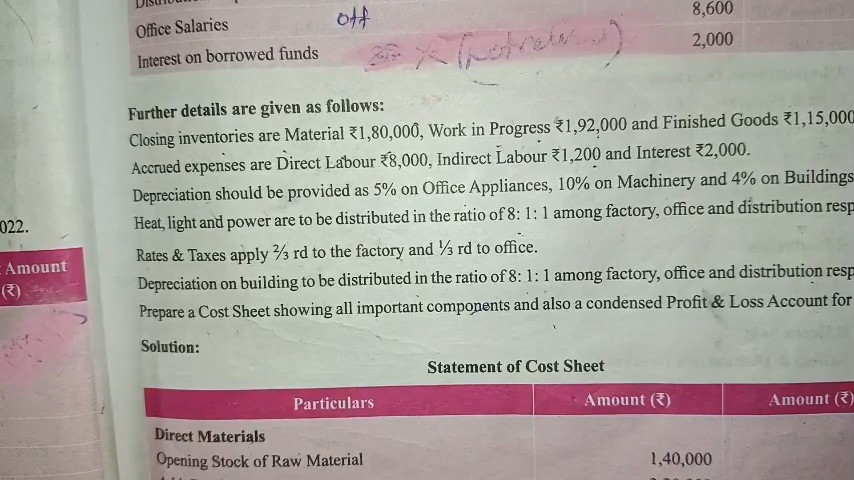 8,600
Office Salaries off
Interest on borrowed funds 2,000
Further details are given as follows:
Closing inventories are Material ₹1,80,000, Work in Progress ₹1,92,000 and Finished Goods ₹1,15,000
Accrued expenses are Direct Labour ₹8,000, Indirect Labour ₹1,200 and Interest ₹2,000.
Depreciation should be provided as 5% on Office Appliances, 10% on Machinery and 4% on Buildings
Heat, light and power are to be distributed in the ratio of 8: 1: 1 among factory, office and distribution resp
022.
Rates & Taxes apply ⅔ rd to the factory and ⅓ rd to office.
Amount
(₹)
Depreciation on building to be distributed in the ratio of 8: 1: 1 among factory, office and distribution resp
Prepare a Cost Sheet showing all important components and also a condensed Profit & Loss Account for
Solution:
Statement of Cost Sheet
Particulars Amount (₹) Amount (₹)
Direct Materials
Opening Stock of Raw Material 1,40,000